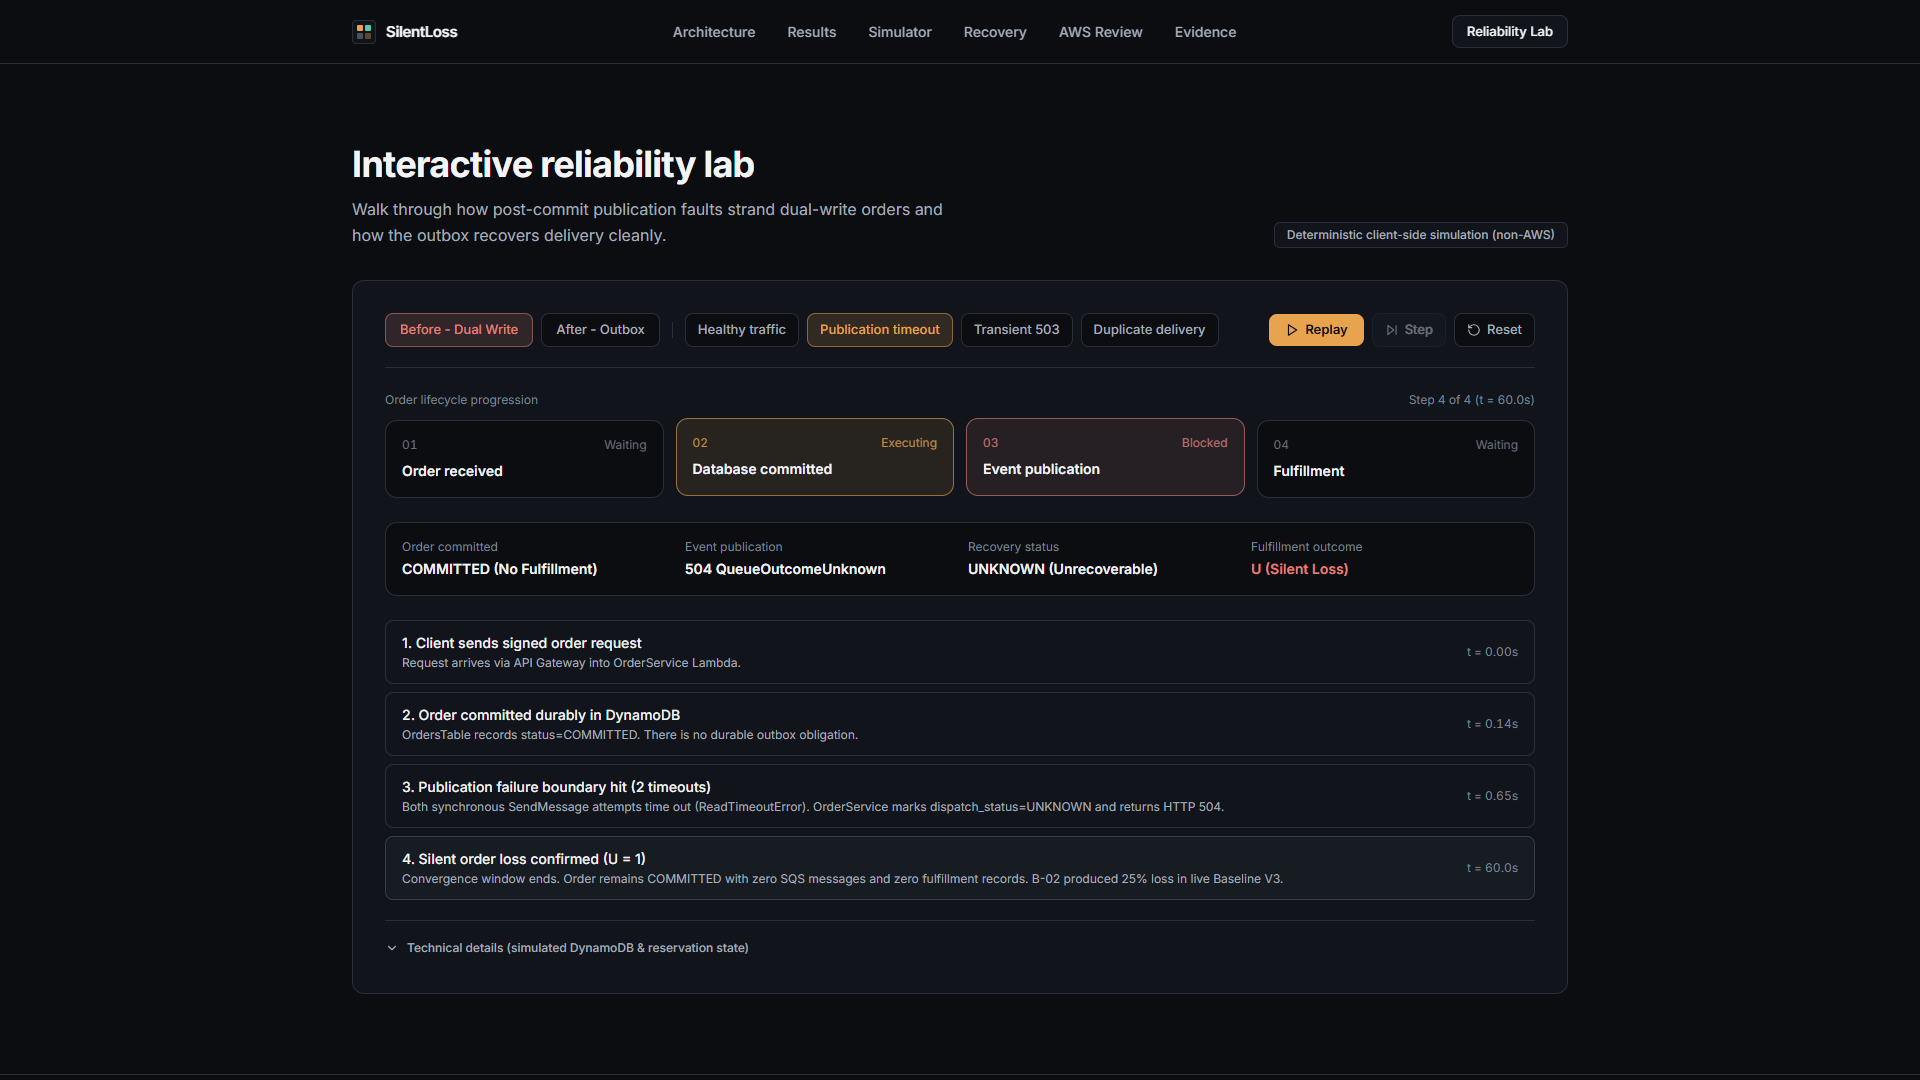 SilentLoss
Architecture
Results
Simulator
Recovery
AWS Review
Evidence
Reliability Lab
Interactive reliability lab
Walk through how post-commit publication faults strand dual-write orders and
how the outbox recovers delivery cleanly.
Deterministic client-side simulation (non-AWS)
Before - Dual Write
After - Outbox
Healthy traffic
Publication timeout
Transient 503
Duplicate delivery
Replay
Step
Reset
Order lifecycle progression
Step 4 of 4 (t = 60.0s)
01
Waiting
Order received
02
Executing
Database committed
03
Blocked
Event publication
04
Waiting
Fulfillment
Order committed
COMMITTED (No Fulfillment)
Event publication
504 QueueOutcomeUnknown
Recovery status
UNKNOWN (Unrecoverable)
Fulfillment outcome
U (Silent Loss)
1. Client sends signed order request
Request arrives via API Gateway into OrderService Lambda.
t = 0.00s
2. Order committed durably in DynamoDB
OrdersTable records status=COMMITTED. There is no durable outbox obligation.
t = 0.14s
3. Publication failure boundary hit (2 timeouts)
Both synchronous SendMessage attempts time out (ReadTimeoutError). OrderService marks dispatch_status=UNKNOWN and returns HTTP 504.
t = 0.65s
4. Silent order loss confirmed (U = 1)
Convergence window ends. Order remains COMMITTED with zero SQS messages and zero fulfillment records. B-02 produced 25% loss in live Baseline V3.
t = 60.0s
Technical details (simulated DynamoDB & reservation state)